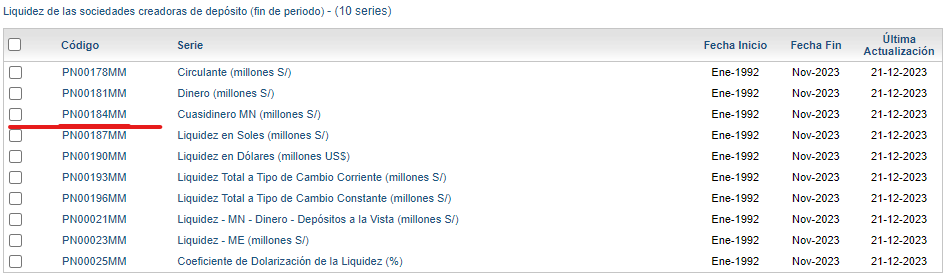 Liquidez de las sociedades creadoras de depósito (fin de periodo) - (10 series)
Código Serie Fecha Inicio Fecha Fin Última Actualización
PN00178MM Circulante (millones S/) Ene-1992 Nov-2023 21-12-2023
PN00181MM Dinero (millones S/) Ene-1992 Nov-2023 21-12-2023
PN00184MM Cuasidinero MN (millones S/) Ene-1992 Nov-2023 21-12-2023
PN00187MM Liquidez en Soles (millones S/) Ene-1992 Nov-2023 21-12-2023
PN00190MM Liquidez en Dólares (millones US$) Ene-1992 Nov-2023 21-12-2023
PN00193MM Liquidez Total a Tipo de Cambio Corriente (millones S/) Ene-1992 Nov-2023 21-12-2023
PN00196MM Liquidez Total a Tipo de Cambio Constante (millones S/) Ene-1992 Nov-2023 21-12-2023
PN00021MM Liquidez - MN - Dinero - Depósitos a la Vista (millones S/) Ene-1992 Nov-2023 21-12-2023
PN00023MM Liquidez - ME (millones S/) Ene-1992 Nov-2023 21-12-2023
PN00025MM Coeficiente de Dolarización de la Liquidez (%) Ene-1992 Nov-2023 21-12-2023